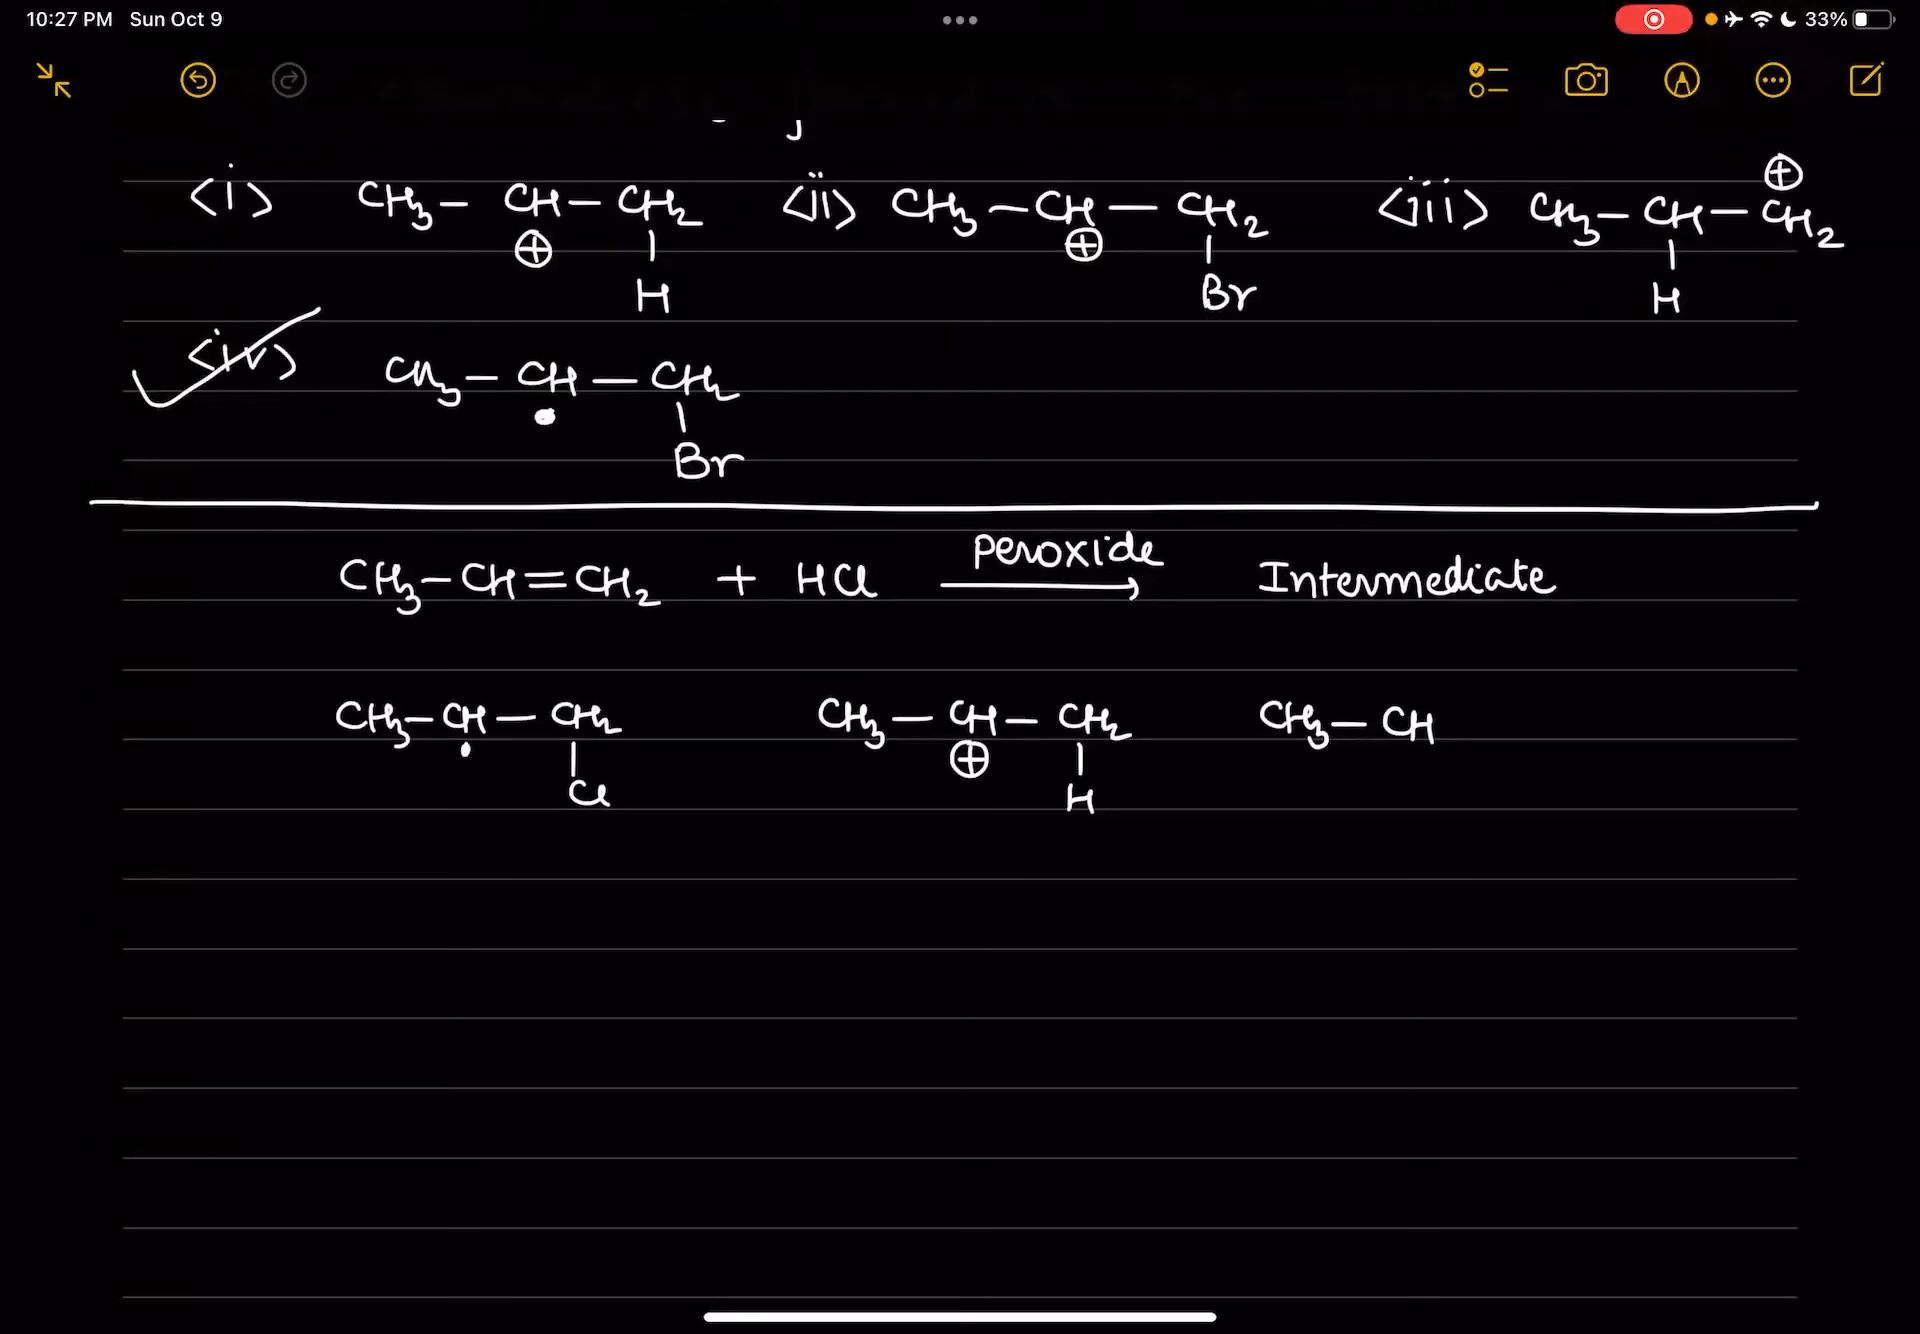 10:27 PM Sun Oct 9 33%
<i> CH3 – CH – CH2 <ii> CH3 – CH – CH2 <iii> CH3 – CH – CH2
⊕ H ⊕ Br H ⊕
<iv> CH3 – CH – CH2
• Br
CH3–CH=CH2 + HCl peroxide → Intermediate
CH3–CH–CH2 CH3–CH–CH2 CH3–CH
• Cl ⊕ H